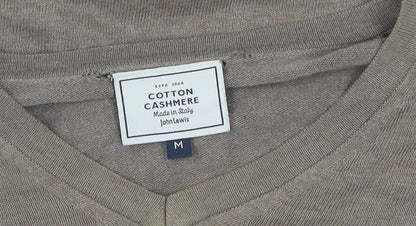 ESTD 1864
COTTON
CASHMERE
Made in Italy
John Lewis
M